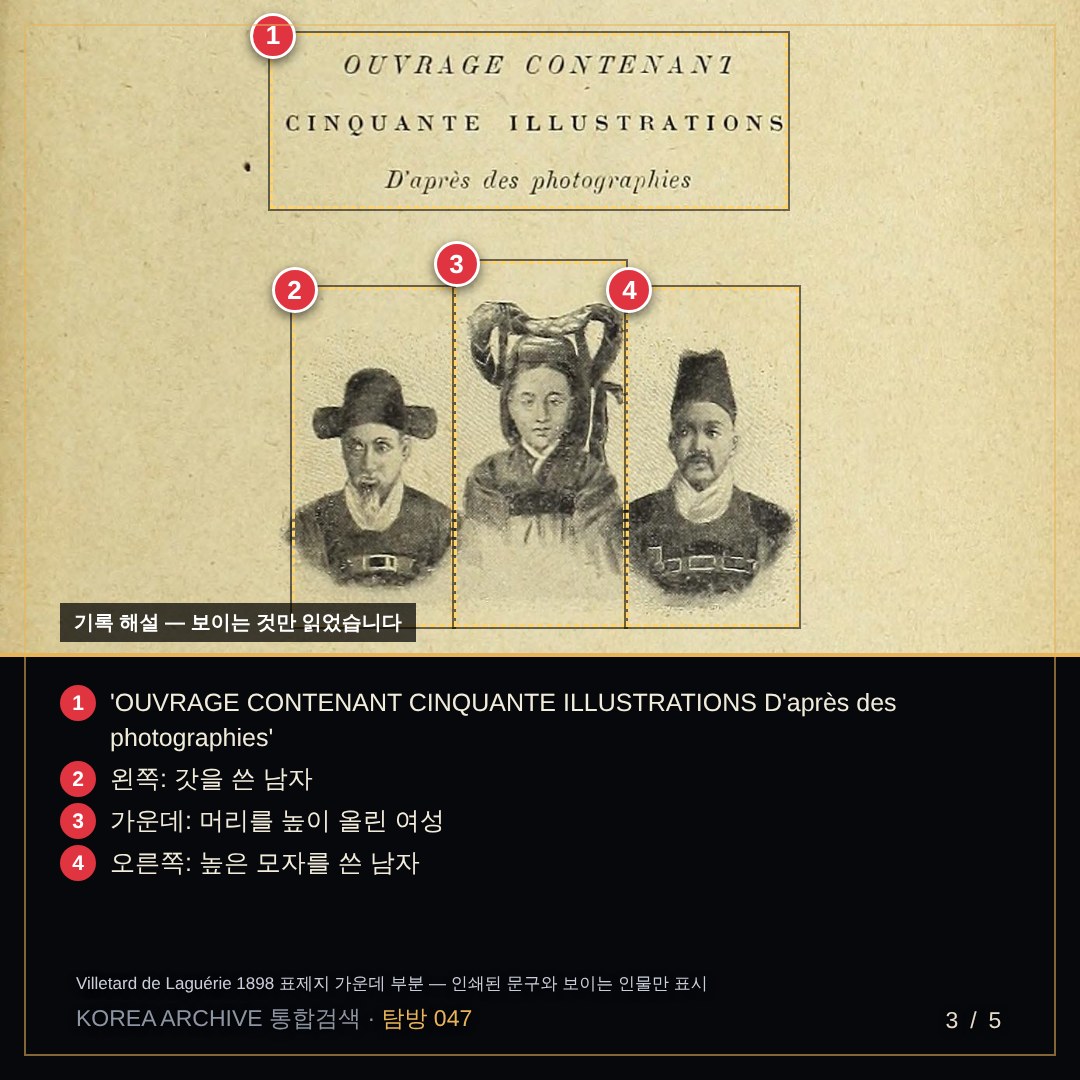 1
OUVRAGE CONTENANT
CINQUANTE ILLUSTRATIONS
D'après des photographies
2
3
4
기록 해설 — 보이는 것만 읽었습니다
1 'OUVRAGE CONTENANT CINQUANTE ILLUSTRATIONS D'après des
photographies'
2 왼쪽: 갓을 쓴 남자
3 가운데: 머리를 높이 올린 여성
4 오른쪽: 높은 모자를 쓴 남자
Villetard de Laguérie 1898 표제지 가운데 부분 — 인쇄된 문구와 보이는 인물만 표시
KOREA ARCHIVE 통합검색 · 탐방 047
3 / 5